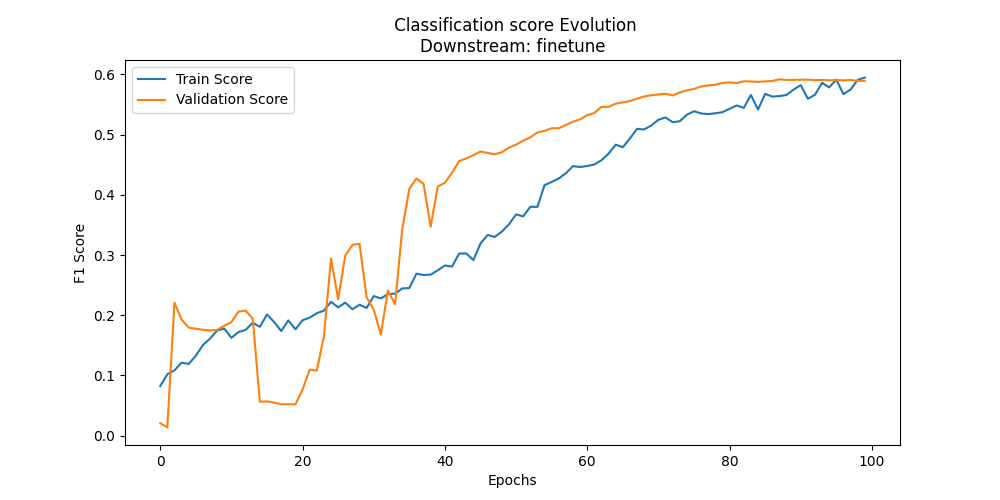 Classification score Evolution
Downstream: finetune
Train Score
Validation Score
F1 Score
0.6
0.5
0.4
0.3
0.2
0.1
0.0
0 20 40 60 80 100
Epochs